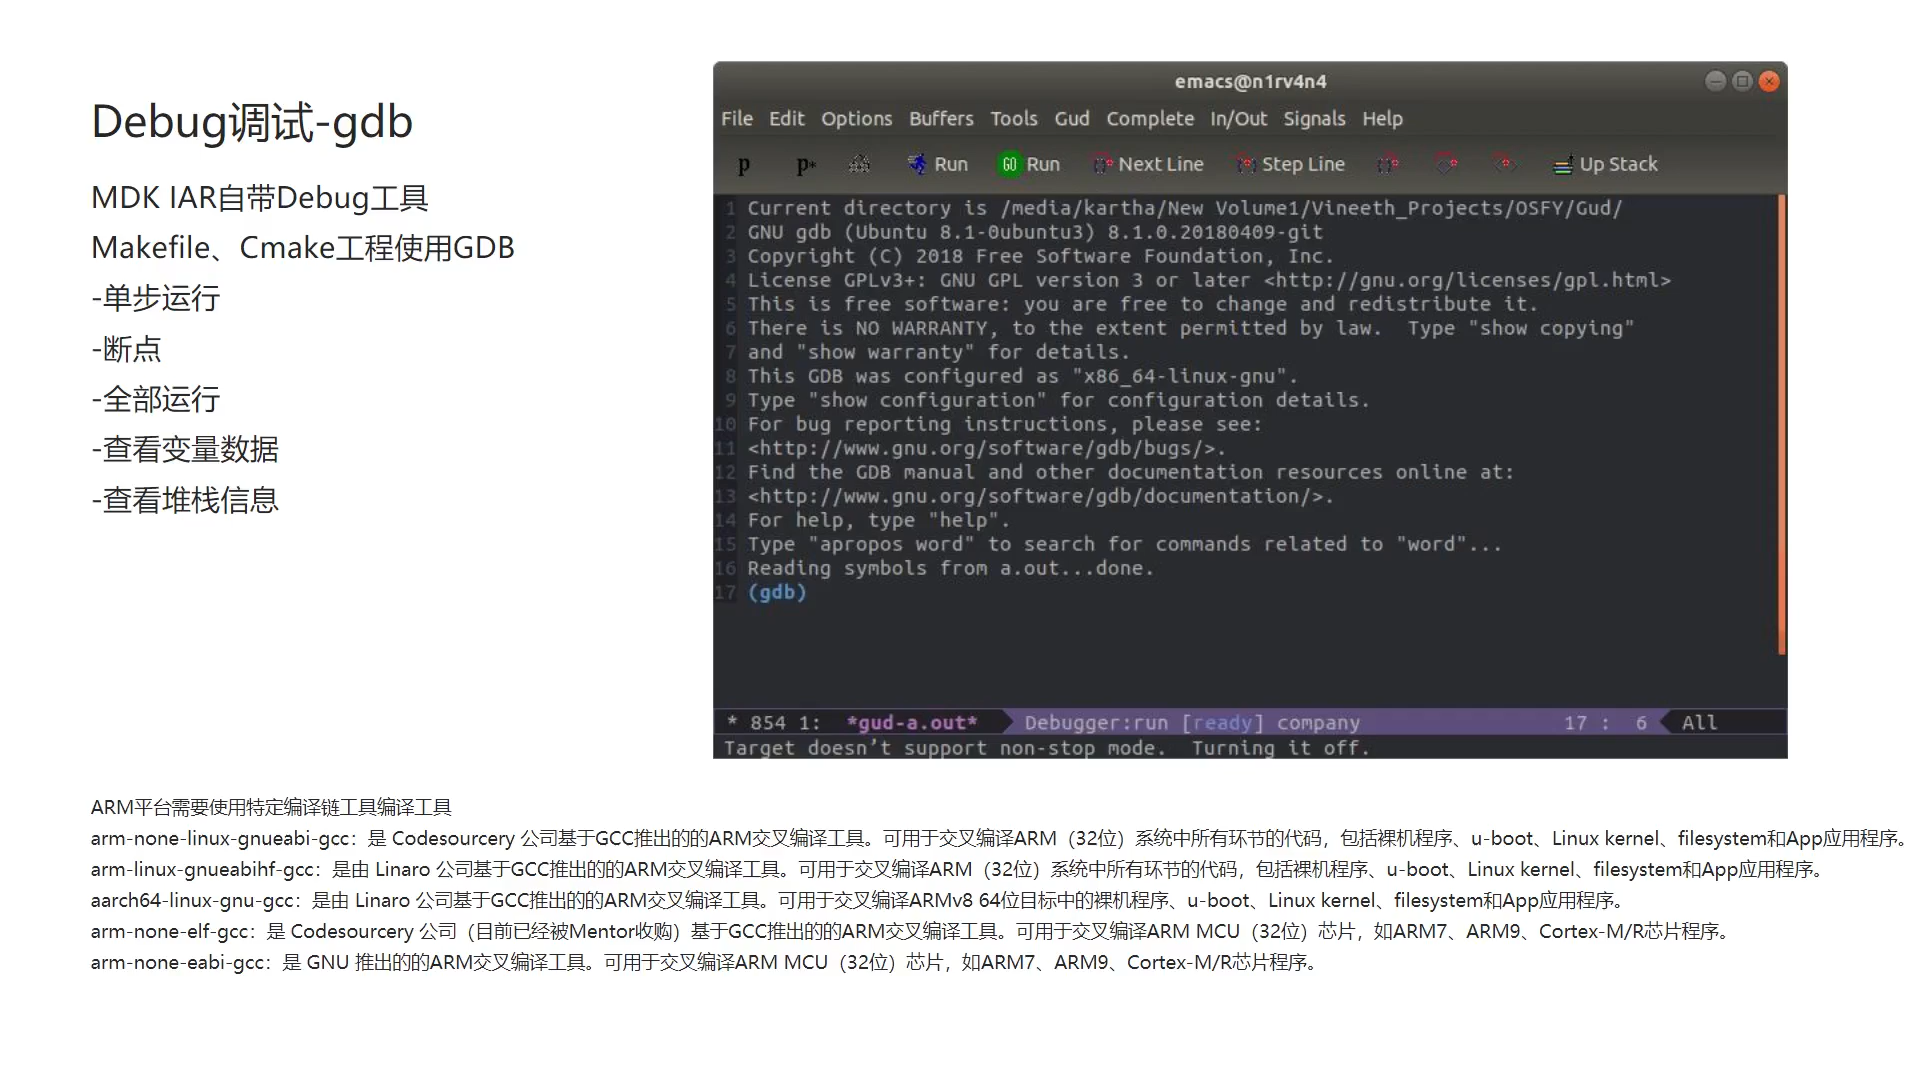 Debug调试-gdb
MDK IAR自带Debug工具
Makefile、Cmake工程使用GDB
-单步运行
-断点
-全部运行
-查看变量数据
-查看堆栈信息
emacs@n1rv4n4
File Edit Options Buffers Tools Gud Complete In/Out Signals Help
p p* Run GO Run Next Line Step Line Up Stack
1 Current directory is /media/kartha/New Volume1/Vineeth_Projects/OSFY/Gud/
2 GNU gdb (Ubuntu 8.1-0ubuntu3) 8.1.0.20180409-git
3 Copyright (C) 2018 Free Software Foundation, Inc.
4 License GPLv3+: GNU GPL version 3 or later <http://gnu.org/licenses/gpl.html>
5 This is free software: you are free to change and redistribute it.
6 There is NO WARRANTY, to the extent permitted by law.  Type "show copying"
7 and "show warranty" for details.
8 This GDB was configured as "x86_64-linux-gnu".
9 Type "show configuration" for configuration details.
10 For bug reporting instructions, please see:
11 <http://www.gnu.org/software/gdb/bugs/>.
12 Find the GDB manual and other documentation resources online at:
13 <http://www.gnu.org/software/gdb/documentation/>.
14 For help, type "help".
15 Type "apropos word" to search for commands related to "word"...
16 Reading symbols from a.out...done.
17 (gdb)
* 854 1: *gud-a.out* Debugger:run [ready] company 17 : 6 All
Target doesn’t support non-stop mode.  Turning it off.
ARM平台需要使用特定编译链工具编译工具
arm-none-linux-gnueabi-gcc：是 Codesourcery 公司基于GCC推出的的ARM交叉编译工具。可用于交叉编译ARM（32位）系统中所有环节的代码，包括裸机程序、u-boot、Linux kernel、filesystem和App应用程序。
arm-linux-gnueabihf-gcc：是由 Linaro 公司基于GCC推出的的ARM交叉编译工具。可用于交叉编译ARM（32位）系统中所有环节的代码，包括裸机程序、u-boot、Linux kernel、filesystem和App应用程序。
aarch64-linux-gnu-gcc：是由 Linaro 公司基于GCC推出的的ARM交叉编译工具。可用于交叉编译ARMv8 64位目标中的裸机程序、u-boot、Linux kernel、filesystem和App应用程序。
arm-none-elf-gcc：是 Codesourcery 公司（目前已经被Mentor收购）基于GCC推出的的ARM交叉编译工具。可用于交叉编译ARM MCU（32位）芯片，如ARM7、ARM9、Cortex-M/R芯片程序。
arm-none-eabi-gcc：是 GNU 推出的的ARM交叉编译工具。可用于交叉编译ARM MCU（32位）芯片，如ARM7、ARM9、Cortex-M/R芯片程序。